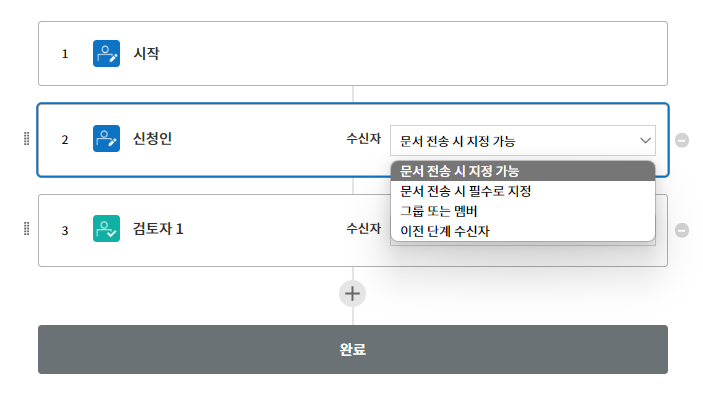 1 시작
2 신청인 수신자 문서 전송 시 지정 가능
문서 전송 시 지정 가능
문서 전송 시 필수로 지정
그룹 또는 멤버
이전 단계 수신자
3 검토자 1 수신자
완료